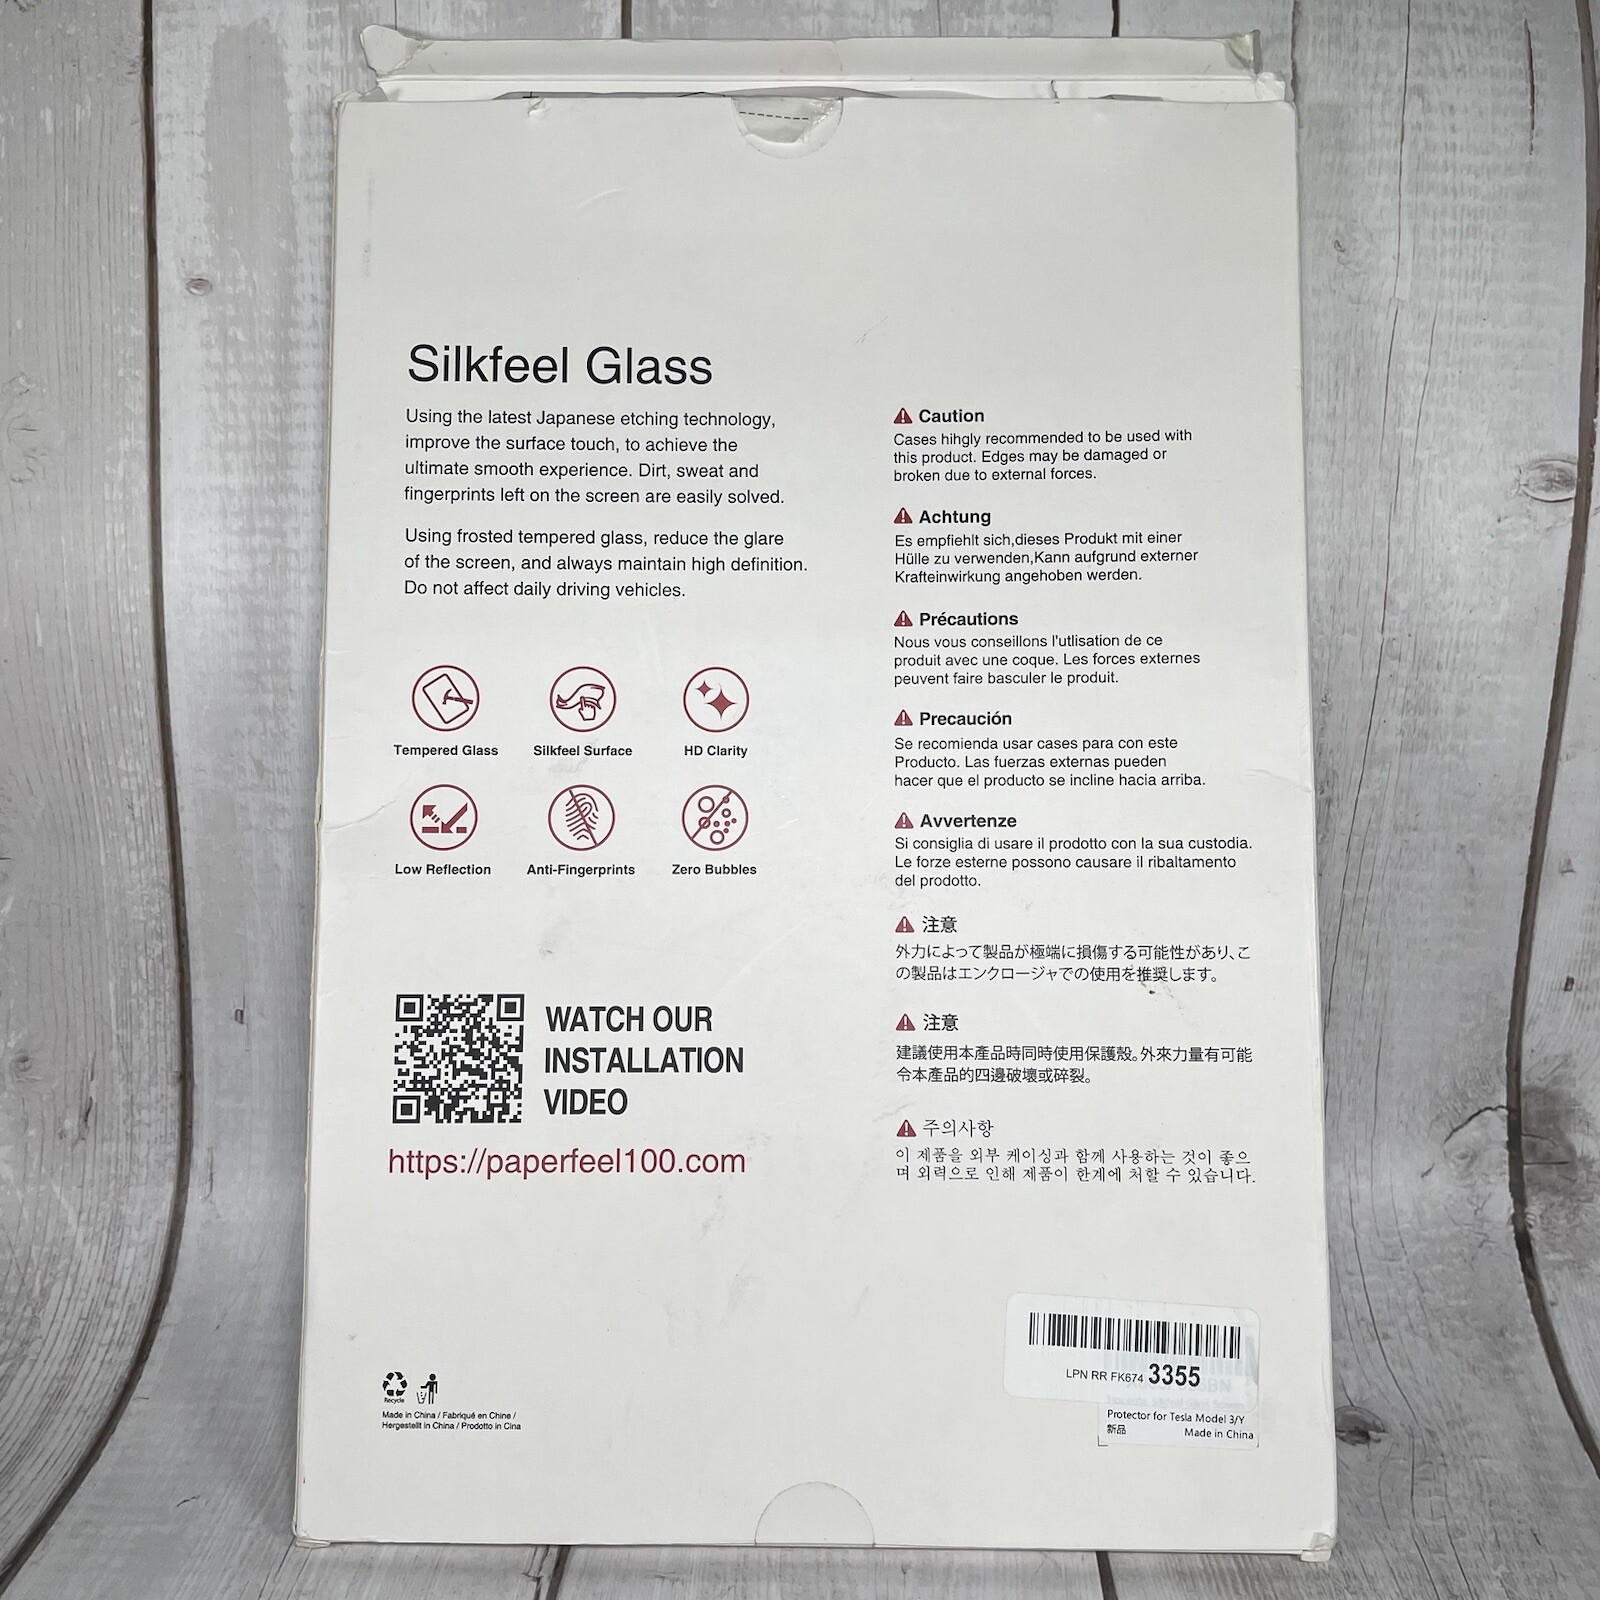 Silkfeel Glass
Using the latest Japanese etching technology,
improve the surface touch, to achieve the
ultimate smooth experience. Dirt, sweat and
fingerprints left on the screen are easily solved.
Using frosted tempered glass, reduce the glare
of the screen, and always maintain high definition.
Do not affect daily driving vehicles.
Tempered Glass
Silkfeel Surface
HD Clarity
Low Reflection
Anti-Fingerprints
Zero Bubbles
WATCH OUR
INSTALLATION
VIDEO
https://paperfeel100.com
Recycle
Made in China / Fabriqué en Chine /
Hergestellt in China / Prodotto in Cina
Caution
Cases hihgly recommended to be used with
this product. Edges may be damaged or
broken due to external forces.
Achtung
Es empfiehlt sich,dieses Produkt mit einer
Hülle zu verwenden,Kann aufgrund externer
Krafteinwirkung angehoben werden.
Précautions
Nous vous conseillons l'utlisation de ce
produit avec une coque. Les forces externes
peuvent faire basculer le produit.
Precaución
Se recomienda usar cases para con este
Producto. Las fuerzas externas pueden
hacer que el producto se incline hacia arriba.
Avvertenze
Si consiglia di usare il prodotto con la sua custodia.
Le forze esterne possono causare il ribaltamento
del prodotto.
注意
外力によって製品が極端に損傷する可能性があり、こ
の製品はエンクロージャでの使用を推奨します。
注意
建議使用本產品時同時使用保護殼。外來力量有可能
令本產品的四邊破壞或碎裂。
주의사항
이 제품을 외부 케이싱과 함께 사용하는 것이 좋으
며 외력으로 인해 제품이 한계에 처할 수 있습니다.
LPN RR FK674 3355
Protector for Tesla Model 3/Y
新品 Made in China